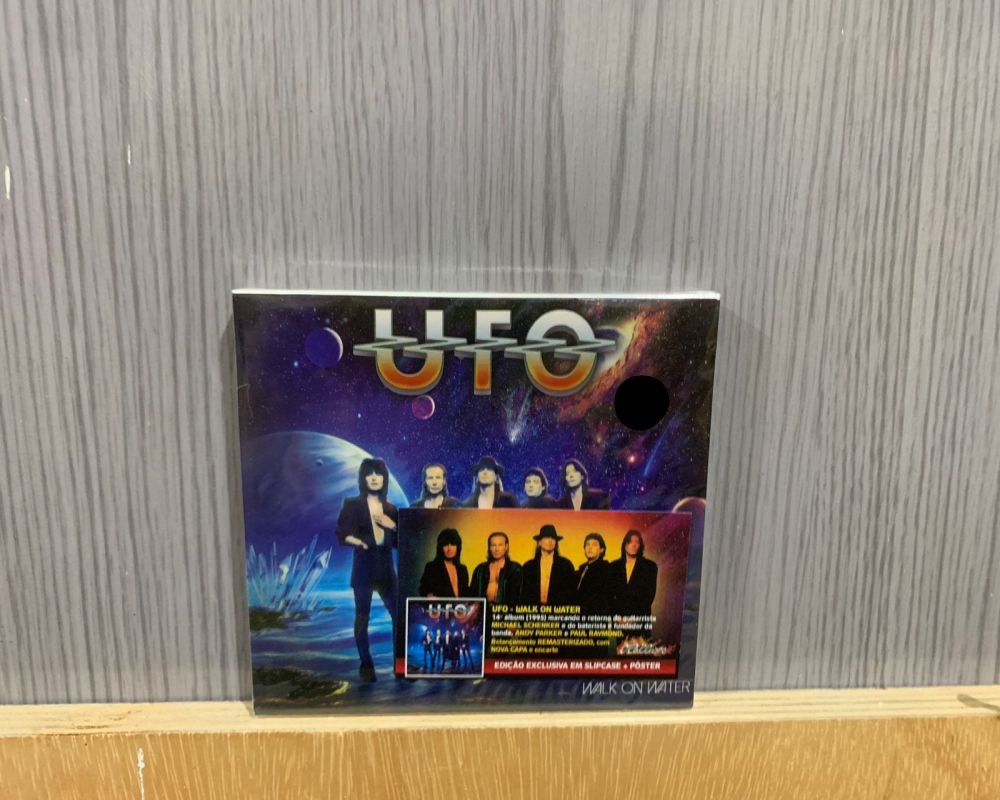 UFO
UFO
UFO - WALK ON WATER
14º álbum (1995) marcando o retorno do guitarrista
MICHAEL SCHENKER e do baterista e fundador da
banda, ANDY PARKER e PAUL RAYMOND.
Relançamento REMASTERIZADO, com
NOVA CAPA e encarte
EDIÇÃO EXCLUSIVA EM SLIPCASE + PÔSTER
WALK ON WATER